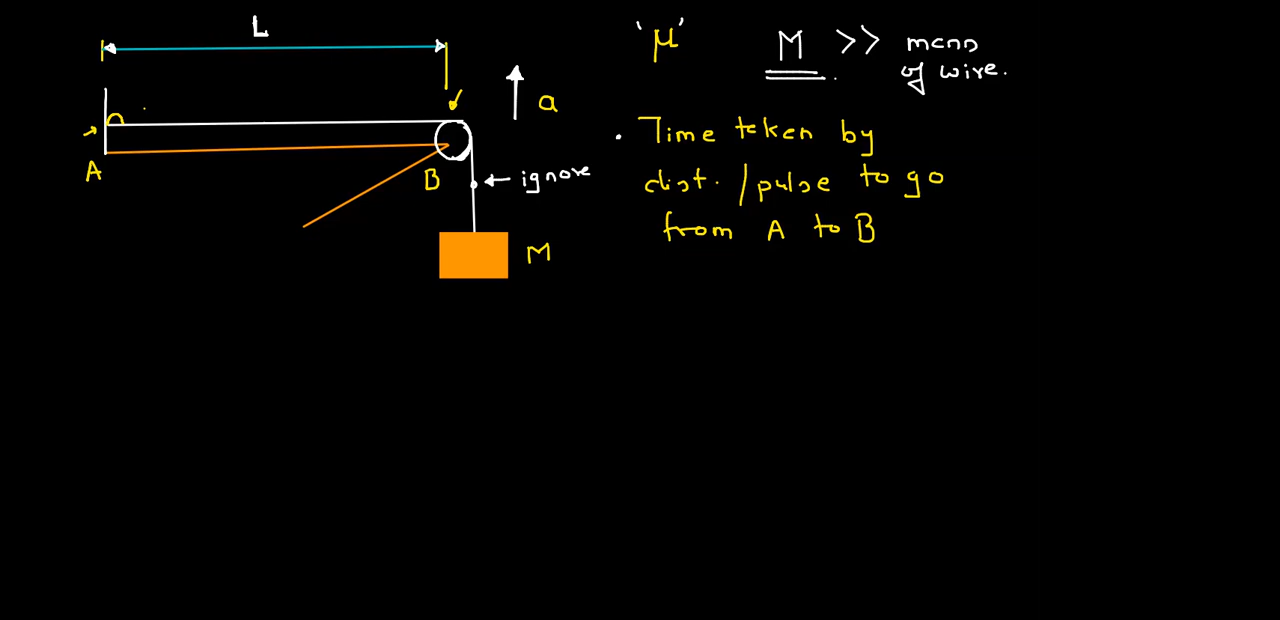 L
'μ'
M >> mass
of wire.
a
A
B
ignore
M
. Time taken by
dist. / pulse to go
from A to B